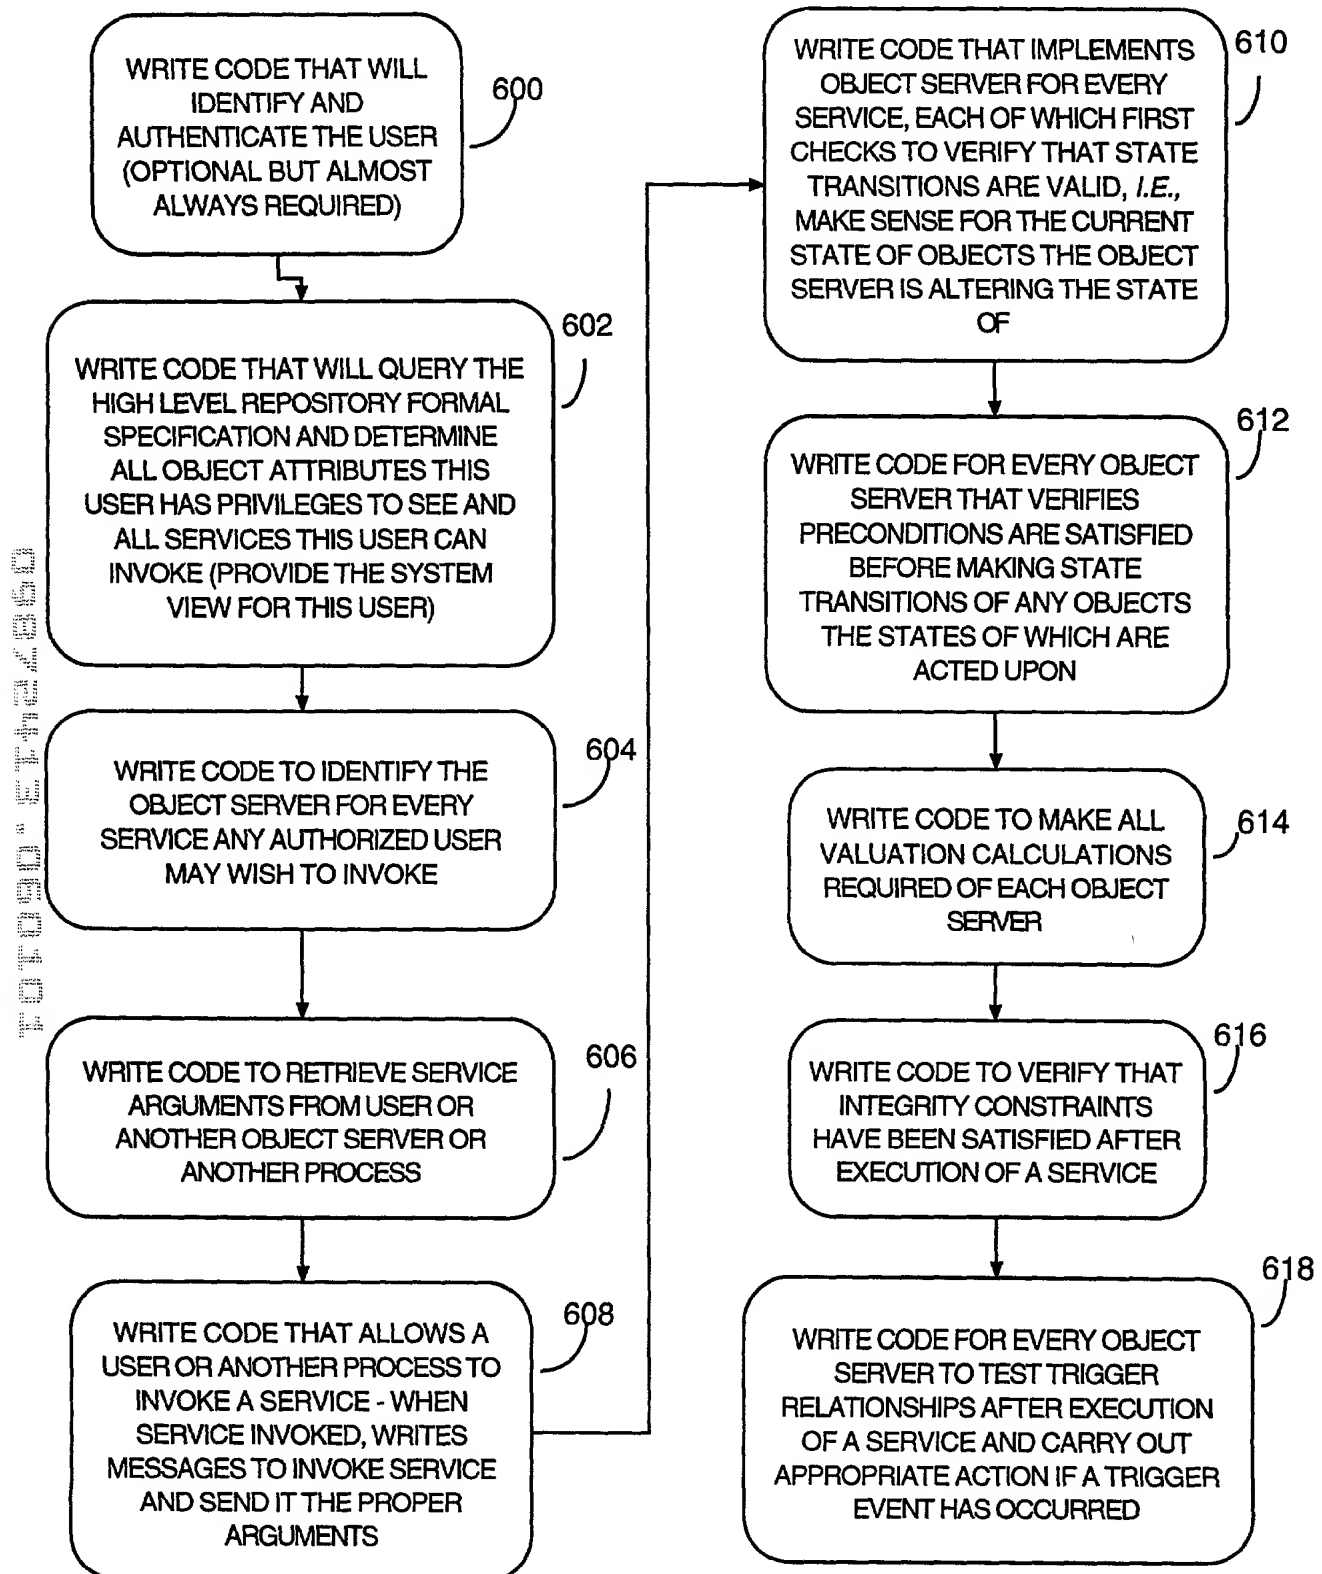 WRITE CODE THAT WILL
IDENTIFY AND
AUTHENTICATE THE USER
(OPTIONAL BUT ALMOST
ALWAYS REQUIRED)
600
WRITE CODE THAT WILL QUERY THE
HIGH LEVEL REPOSITORY FORMAL
SPECIFICATION AND DETERMINE
ALL OBJECT ATTRIBUTES THIS
USER HAS PRIVILEGES TO SEE AND
ALL SERVICES THIS USER CAN
INVOKE (PROVIDE THE SYSTEM
VIEW FOR THIS USER)
602
WRITE CODE TO IDENTIFY THE
OBJECT SERVER FOR EVERY
SERVICE ANY AUTHORIZED USER
MAY WISH TO INVOKE
604
WRITE CODE TO RETRIEVE SERVICE
ARGUMENTS FROM USER OR
ANOTHER OBJECT SERVER OR
ANOTHER PROCESS
606
WRITE CODE THAT ALLOWS A
USER OR ANOTHER PROCESS TO
INVOKE A SERVICE - WHEN
SERVICE INVOKED, WRITES
MESSAGES TO INVOKE SERVICE
AND SEND IT THE PROPER
ARGUMENTS
608
WRITE CODE THAT IMPLEMENTS
OBJECT SERVER FOR EVERY
SERVICE, EACH OF WHICH FIRST
CHECKS TO VERIFY THAT STATE
TRANSITIONS ARE VALID, I.E.,
MAKE SENSE FOR THE CURRENT
STATE OF OBJECTS THE OBJECT
SERVER IS ALTERING THE STATE
OF
610
WRITE CODE FOR EVERY OBJECT
SERVER THAT VERIFIES
PRECONDITIONS ARE SATISFIED
BEFORE MAKING STATE
TRANSITIONS OF ANY OBJECTS
THE STATES OF WHICH ARE
ACTED UPON
612
WRITE CODE TO MAKE ALL
VALUATION CALCULATIONS
REQUIRED OF EACH OBJECT
SERVER
614
WRITE CODE TO VERIFY THAT
INTEGRITY CONSTRAINTS
HAVE BEEN SATISFIED AFTER
EXECUTION OF A SERVICE
616
WRITE CODE FOR EVERY OBJECT
SERVER TO TEST TRIGGER
RELATIONSHIPS AFTER EXECUTION
OF A SERVICE AND CARRY OUT
APPROPRIATE ACTION IF A TRIGGER
EVENT HAS OCCURRED
618